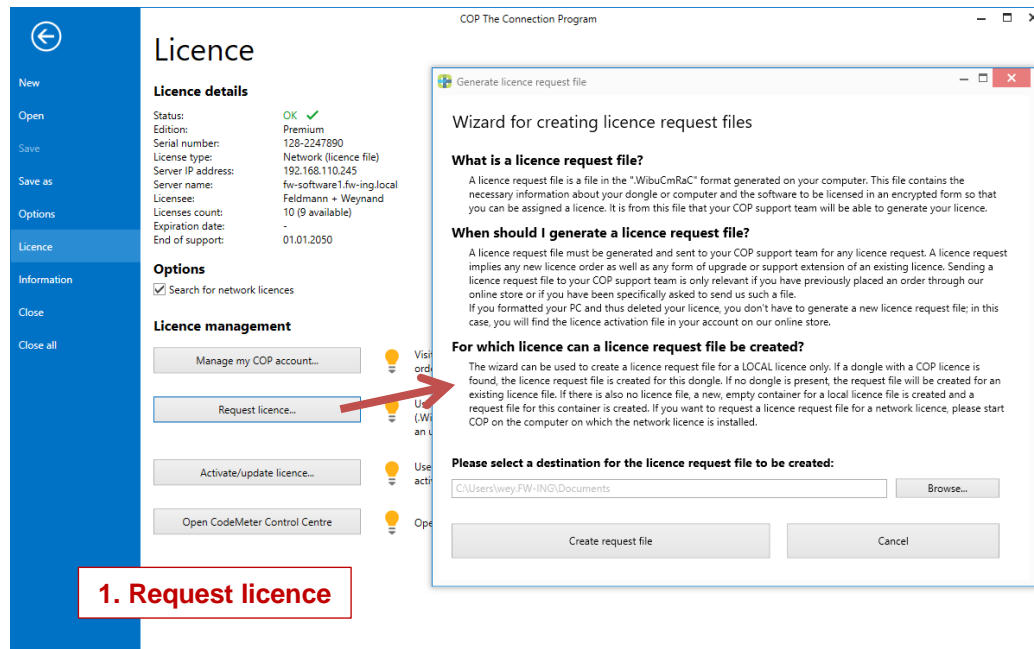 COP The Connection Program
Licence
New
Open
Save
Save as
Options
Licence
Information
Close
Close all
Licence details
Status: OK
Edition: Premium
Serial number: 128-2247890
License type: Network (licence file)
Server IP address: 192.168.110.245
Server name: fw-software1.fw-ing.local
Licensee: Feldmann + Weynand
Licenses count: 10 (9 available)
Expiration date: -
End of support: 01.01.2050
Options
Search for network licences
Licence management
Manage my COP account...
Request licence...
(.Wi
an u
Activate/update licence...
Use
Open CodeMeter Control Centre
Ope
1. Request licence
Generate licence request file
Wizard for creating licence request files
What is a licence request file?
A licence request file is a file in the ".WibuCmRaC" format generated on your computer. This file contains the
necessary information about your dongle or computer and the software to be licensed in an encrypted form so that
you can be assigned a licence. It is from this file that your COP support team will be able to generate your licence.
When should I generate a licence request file?
A licence request file must be generated and sent to your COP support team for any licence request. A licence request
implies any new licence order as well as any form of upgrade or support extension of an existing licence. Sending a
licence request file to your COP support team is only relevant if you have previously placed an order through our
online store or if you have been specifically asked to send us such a file.
If you formatted your PC and thus deleted your licence, you don't have to generate a new licence request file; in this
case, you will find the licence activation file in your account on our online store.
For which licence can a licence request file be created?
The wizard can be used to create a licence request file for a LOCAL licence only. If a dongle with a COP licence is
found, the licence request file is created for this dongle. If no dongle is present, the request file will be created for an
existing licence file. If there is also no licence file, a new, empty container for a local licence file is created and a
request file for this container is created. If you want to request a licence request file for a network licence, please start
COP on the computer on which the network licence is installed.
Please select a destination for the licence request file to be created:
C:\Users\wey.FW-ING\Documents
Browse...
Create request file
Cancel